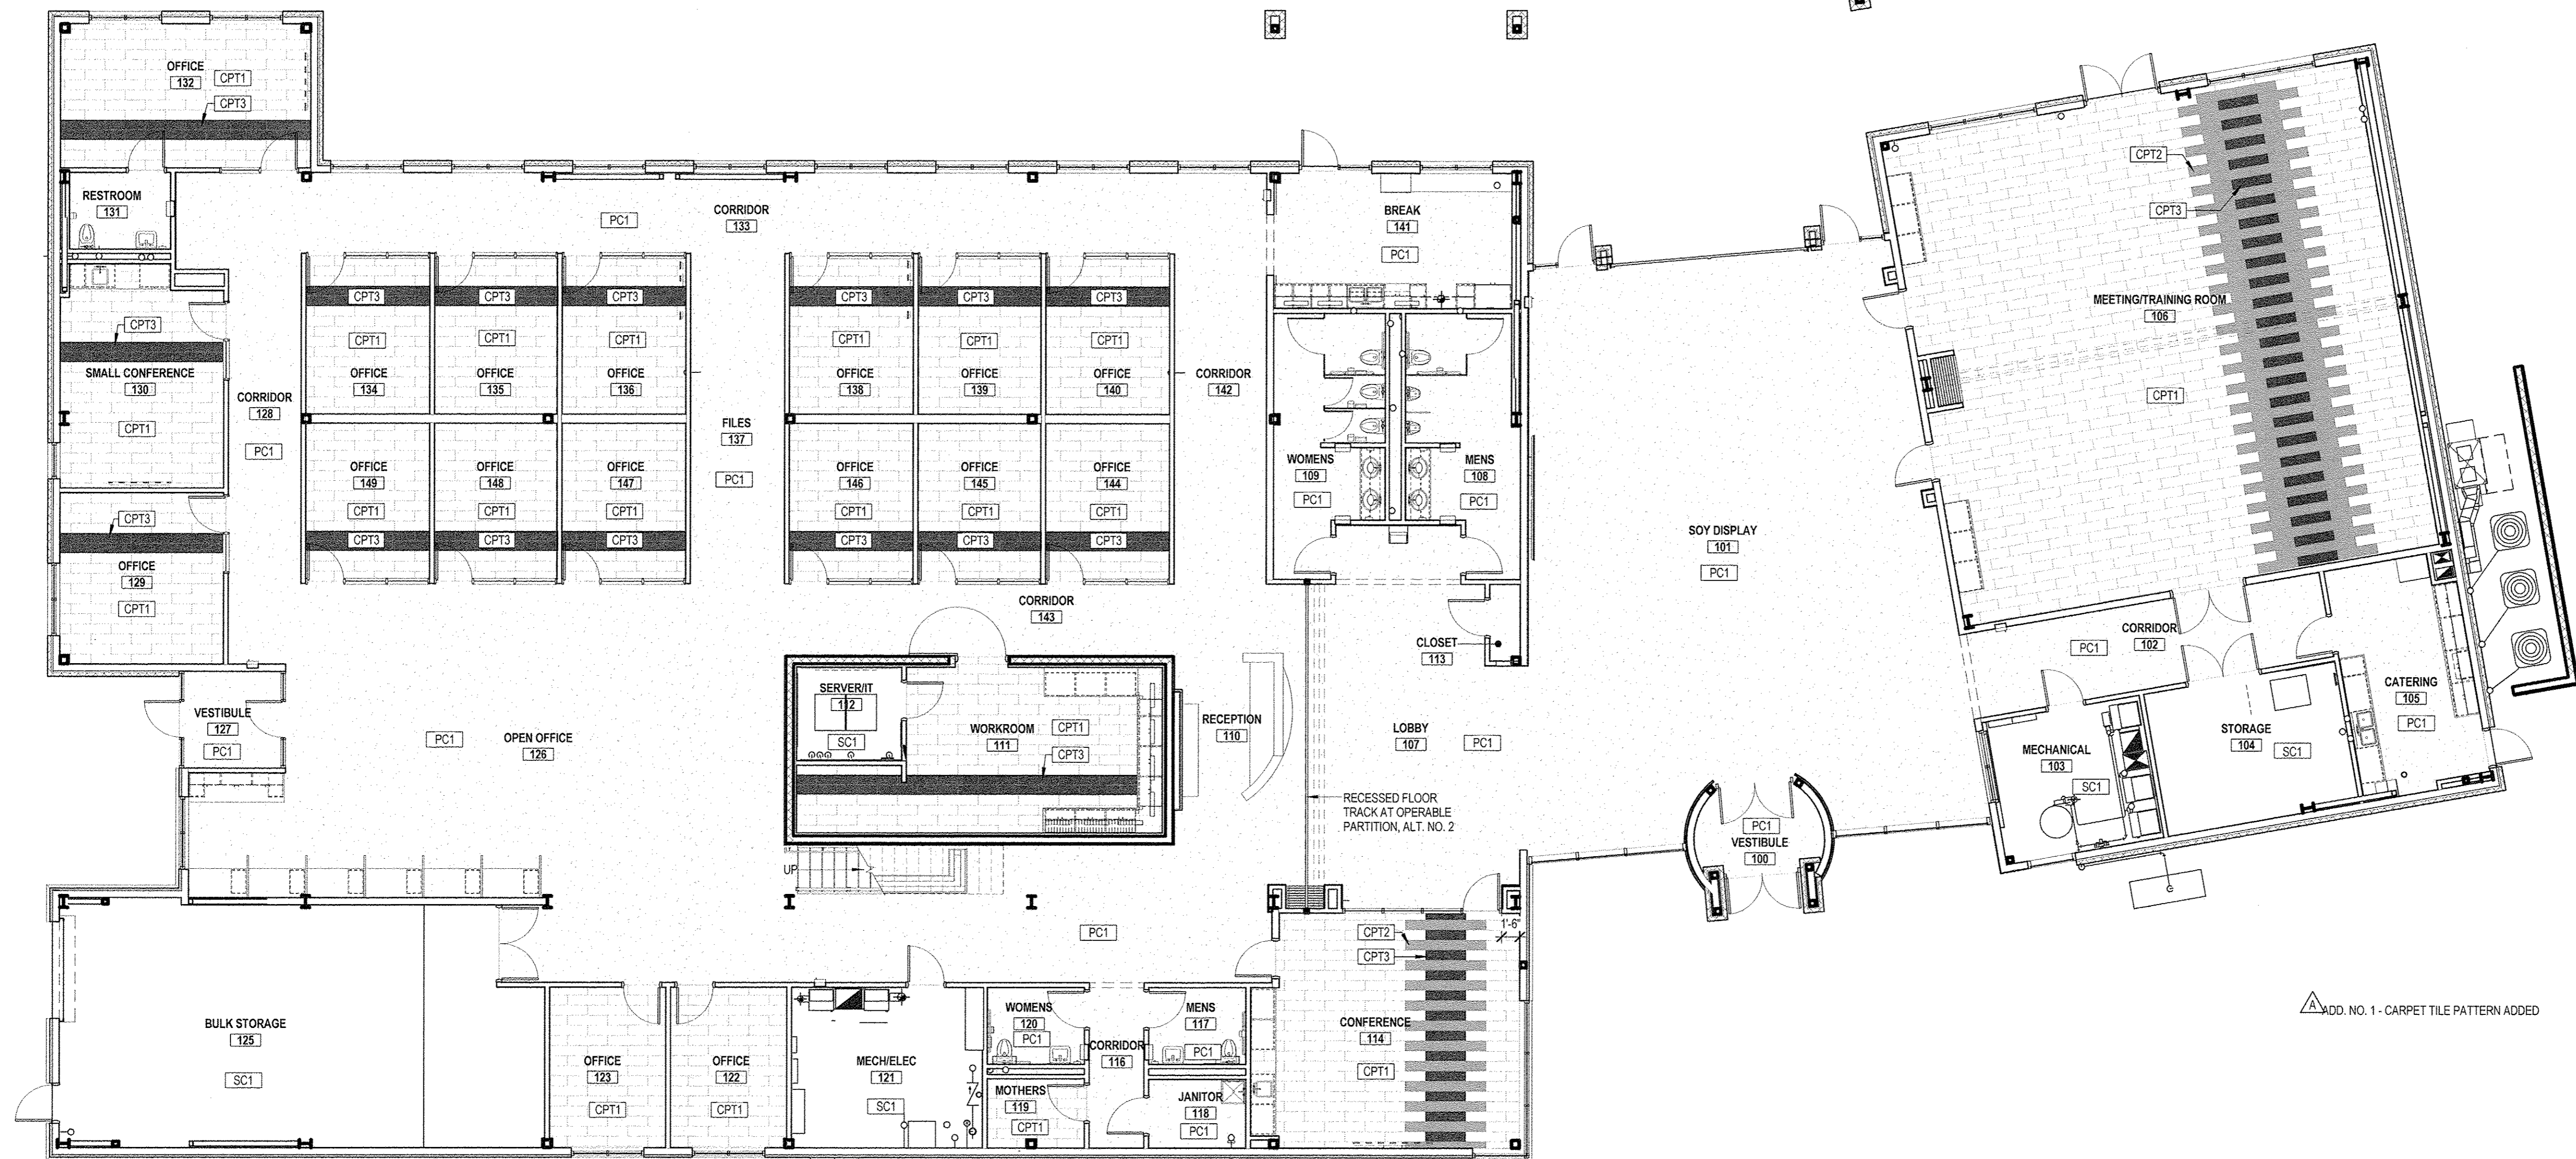 OFFICE
132
CPT1
CPT3
RESTROOM
131
PC1
CORRIDOR
133
BREAK
141
PC1
CPT2
CPT3
MEETING/TRAINING ROOM
106
CPT1
CPT3
CPT3
CPT3
CPT3
CPT3
CPT3
CPT1
CPT1
CPT1
CPT1
CPT1
CPT1
OFFICE
134
OFFICE
135
OFFICE
136
OFFICE
138
OFFICE
139
OFFICE
140
CPT3
SMALL CONFERENCE
130
CPT1
CORRIDOR
128
PC1
FILES
137
PC1
CORRIDOR
142
OFFICE
149
CPT1
CPT3
OFFICE
148
CPT1
CPT3
OFFICE
147
CPT1
CPT3
OFFICE
146
CPT1
CPT3
OFFICE
145
CPT1
CPT3
OFFICE
144
CPT1
CPT3
WOMENS
109
PC1
MENS
108
PC1
SOY DISPLAY
101
PC1
CPT3
OFFICE
129
CPT1
CORRIDOR
143
CLOSET
113
CORRIDOR
102
PC1
CATERING
105
PC1
STORAGE
104
SC1
MECHANICAL
103
SC1
VESTIBULE
127
PC1
PC1
OPEN OFFICE
126
SERVER/IT
112
SC1
WORKROOM
111
CPT1
CPT3
RECEPTION
110
LOBBY
107
PC1
RECESSED FLOOR
TRACK AT OPERABLE
PARTITION, ALT. NO. 2
PC1
VESTIBULE
100
UP
PC1
1'-6"
CPT2
CPT3
CONFERENCE
114
CPT1
BULK STORAGE
125
SC1
OFFICE
123
CPT1
OFFICE
122
CPT1
MECH/ELEC
121
SC1
WOMENS
120
PC1
MENS
117
PC1
CORRIDOR
116
MOTHERS
119
CPT1
JANITOR
118
PC1
A
ADD. NO. 1 - CARPET TILE PATTERN ADDED